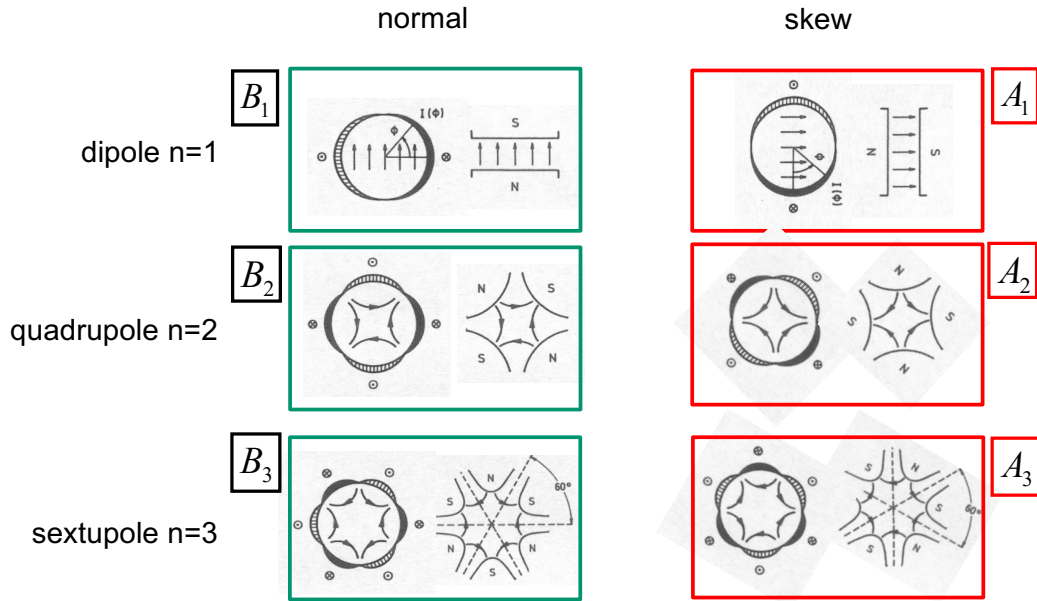 normal
skew
dipole n=1
B1
I(Φ)
Φ
S
N
⊙
⊗
A1
⊙
N
S
Φ
I(Φ)
⊗
quadrupole n=2
B2
⊙
⊗
⊗
⊙
N
S
S
N
A2
⊗
⊙
⊙
⊗
N
S
S
N
sextupole n=3
B3
⊗
⊙
⊙
⊗
⊗
⊙
N
S
S
60°
N
N
S
A3
⊗
⊙
⊙
⊗
⊗
⊙
S
N
N
S
60°
S
N